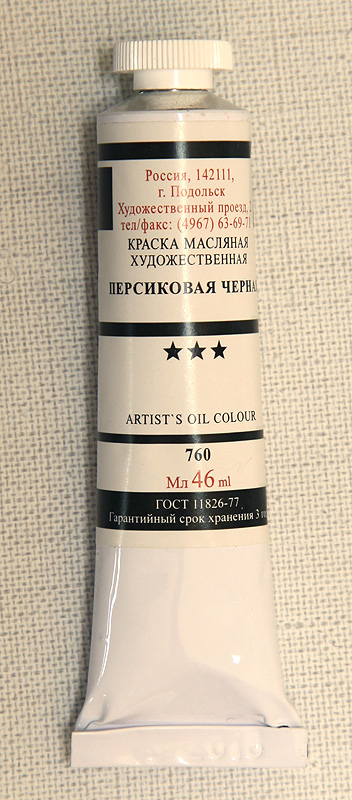 Россия, 142111,
г. Подольск
Художественный проезд,
тел/факс: (4967) 63-69-7
КРАСКА МАСЛЯНАЯ
ХУДОЖЕСТВЕННАЯ
ПЕРСИКОВАЯ ЧЕРНА
★★★
ARTIST`S OIL COLOUR
760
Мл 46 ml
ГОСТ 11826-77
Гарантийный срок хранения 3